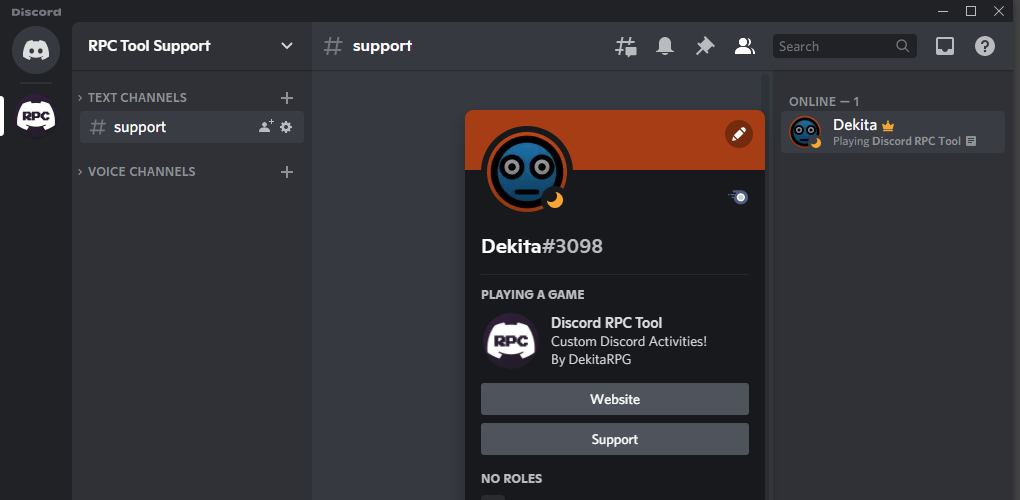 Discord
RPC Tool Support
support
Search
RPC
TEXT CHANNELS
support
VOICE CHANNELS
Dekita#3098
PLAYING A GAME
RPC
Discord RPC Tool
Custom Discord Activities!
By DekitaRPG
Website
Support
NO ROLES
ONLINE — 1
Dekita
Playing Discord RPC Tool